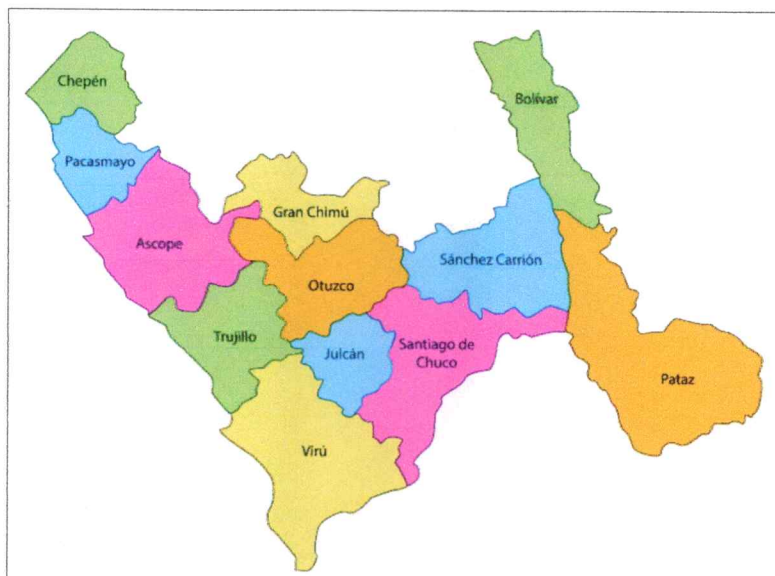 Chepén
Bolívar
Pacasmayo
Gran Chimú
Ascope
Sánchez Carrión
Otuzco
Trujillo
Julcán
Santiago de
Chuco
Pataz
Virú